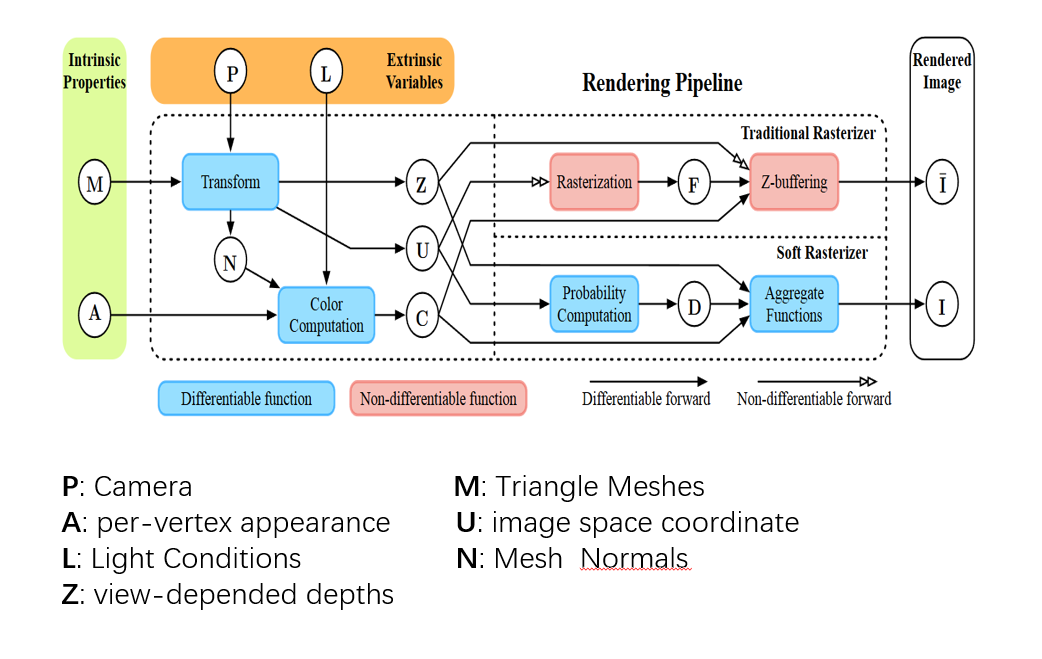 Intrinsic
Properties
P
L
Extrinsic
Variables
Rendering Pipeline
Rendered
Image
Traditional Rasterizer
M
Transform
Z
Rasterization
F
Z-buffering
Ī
N
U
Soft Rasterizer
A
Color
Computation
C
Probability
Computation
D
Aggregate
Functions
I
Differentiable function
Non-differentiable function
Differentiable forward
Non-differentiable forward
P: Camera
M: Triangle Meshes
A: per-vertex appearance
U: image space coordinate
L: Light Conditions
N: Mesh Normals
Z: view-depended depths